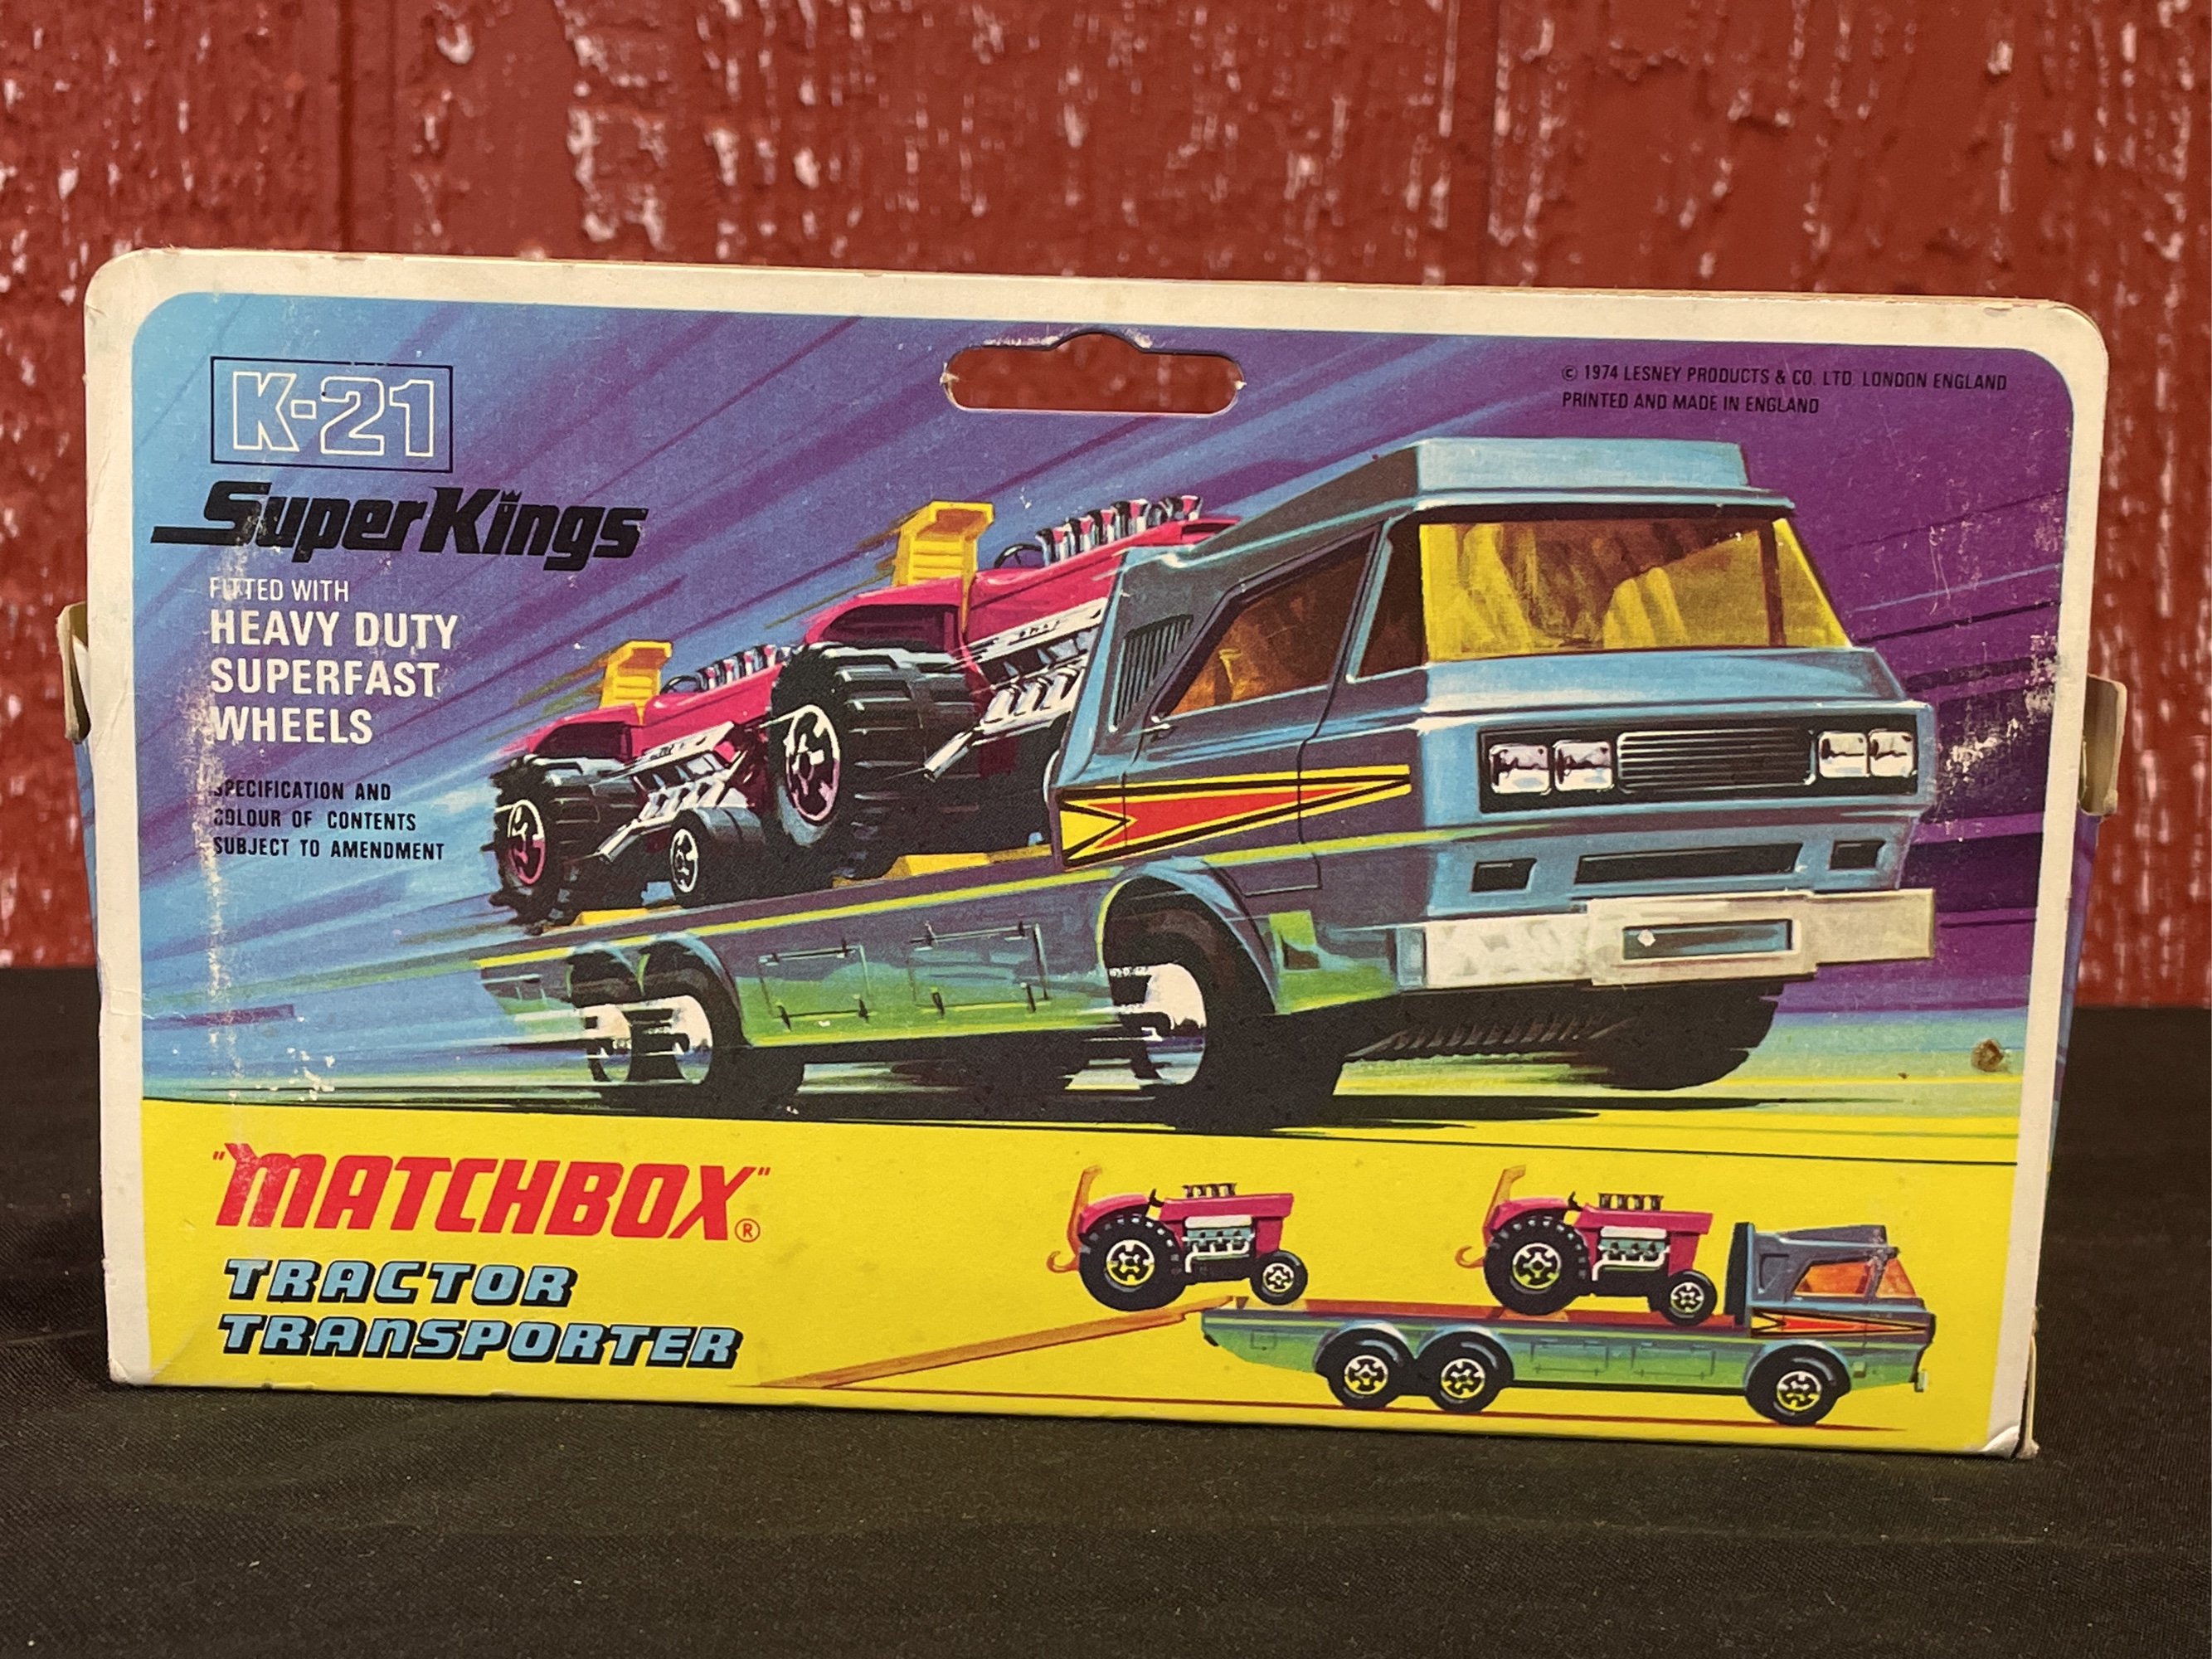 K-21
SuperKings
FITTED WITH
HEAVY DUTY
SUPERFAST
WHEELS
SPECIFICATION AND
COLOUR OF CONTENTS
SUBJECT TO AMENDMENT
© 1974 LESNEY PRODUCTS & CO. LTD. LONDON ENGLAND
PRINTED AND MADE IN ENGLAND
"MATCHBOX"®
TRACTOR
TRANSPORTER